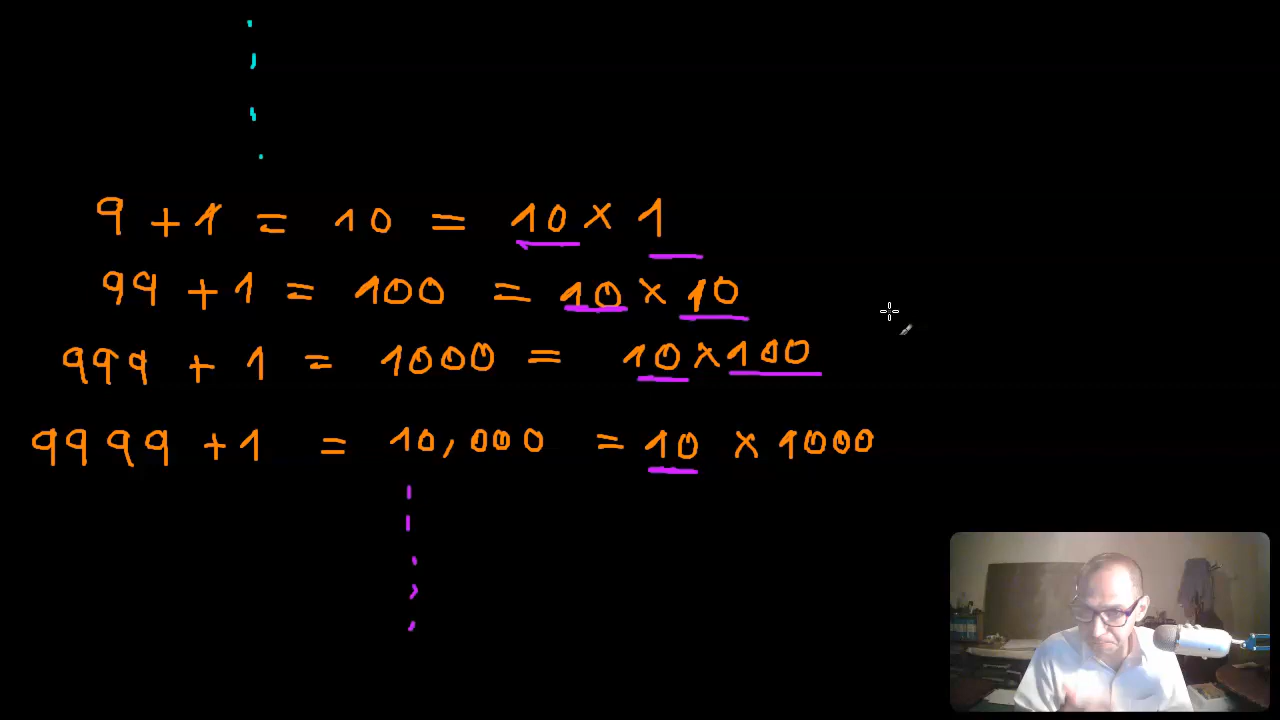 9 + 1 = 10 = 10 × 1
99 + 1 = 100 = 10 × 10
999 + 1 = 1000 = 10 × 100
9999 + 1 = 10,000 = 10 × 1000